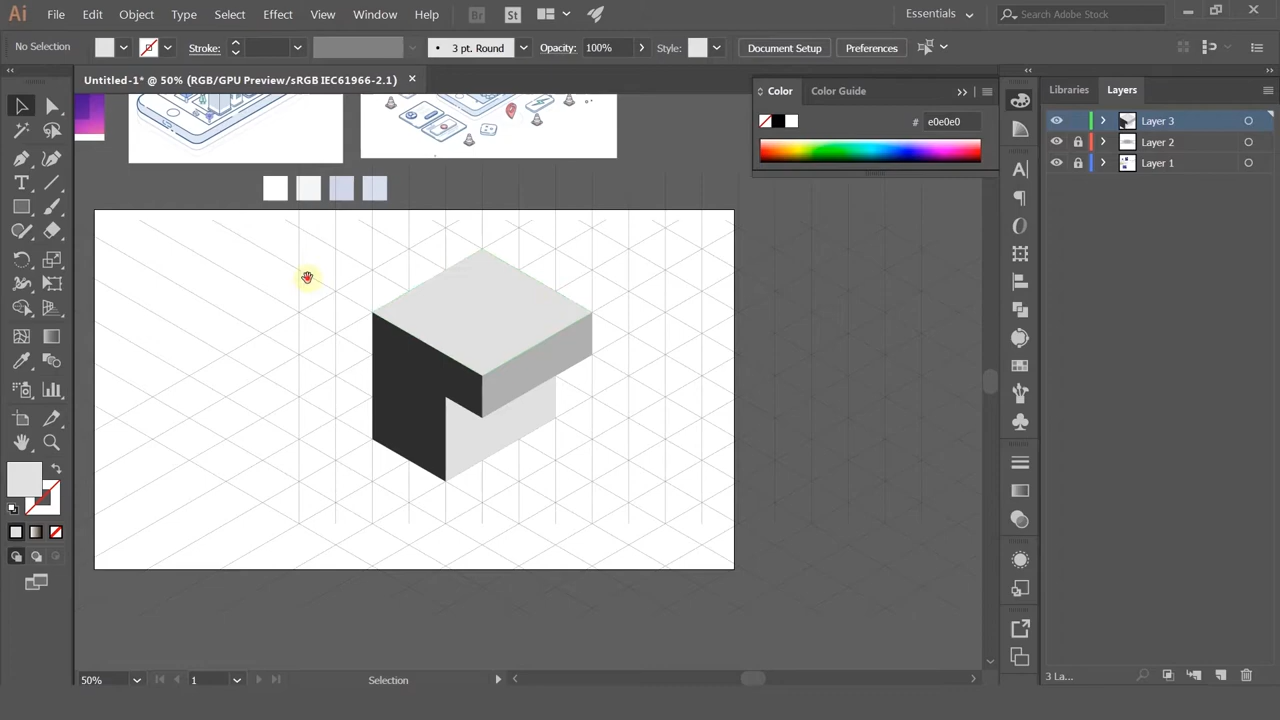 Ai File Edit Object Type Select Effect View Window Help Br St Essentials Search Adobe Stock
No Selection Stroke: 3 pt. Round Opacity: 100% Style: Document Setup Preferences
Untitled-1* @ 50% (RGB/GPU Preview/sRGB IEC61966-2.1)
Color Color Guide
# e0e0e0
Libraries Layers
Layer 3
Layer 2
Layer 1
50% 1 Selection
3 La...